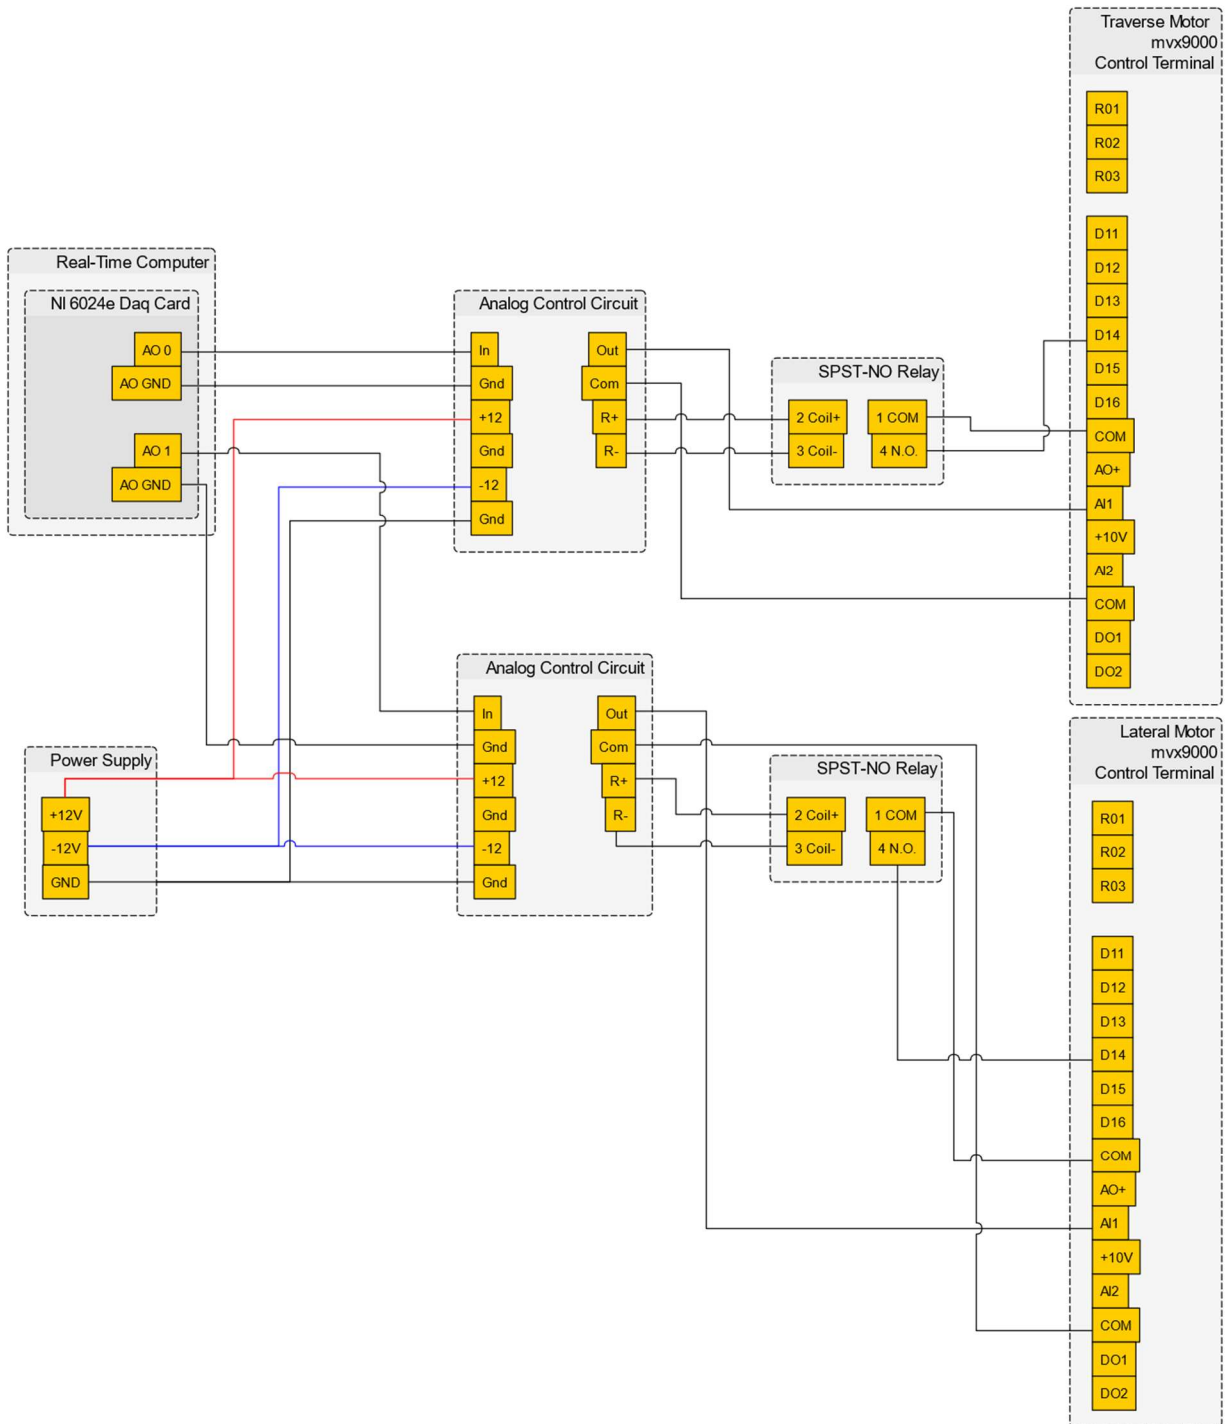 Traverse Motor
mvx9000
Control Terminal
R01
R02
R03
D11
D12
D13
D14
D15
D16
COM
AO+
AI1
+10V
AI2
COM
DO1
DO2
Real-Time Computer
NI 6024e Daq Card
AO 0
AO GND
AO 1
AO GND
Analog Control Circuit
In
Gnd
+12
Gnd
-12
Gnd
Out
Com
R+
R-
SPST-NO Relay
2 Coil+
3 Coil-
1 COM
4 N.O.
Analog Control Circuit
In
Gnd
+12
Gnd
-12
Gnd
Out
Com
R+
R-
Power Supply
+12V
-12V
GND
SPST-NO Relay
2 Coil+
3 Coil-
1 COM
4 N.O.
Lateral Motor
mvx9000
Control Terminal
R01
R02
R03
D11
D12
D13
D14
D15
D16
COM
AO+
AI1
+10V
AI2
COM
DO1
DO2